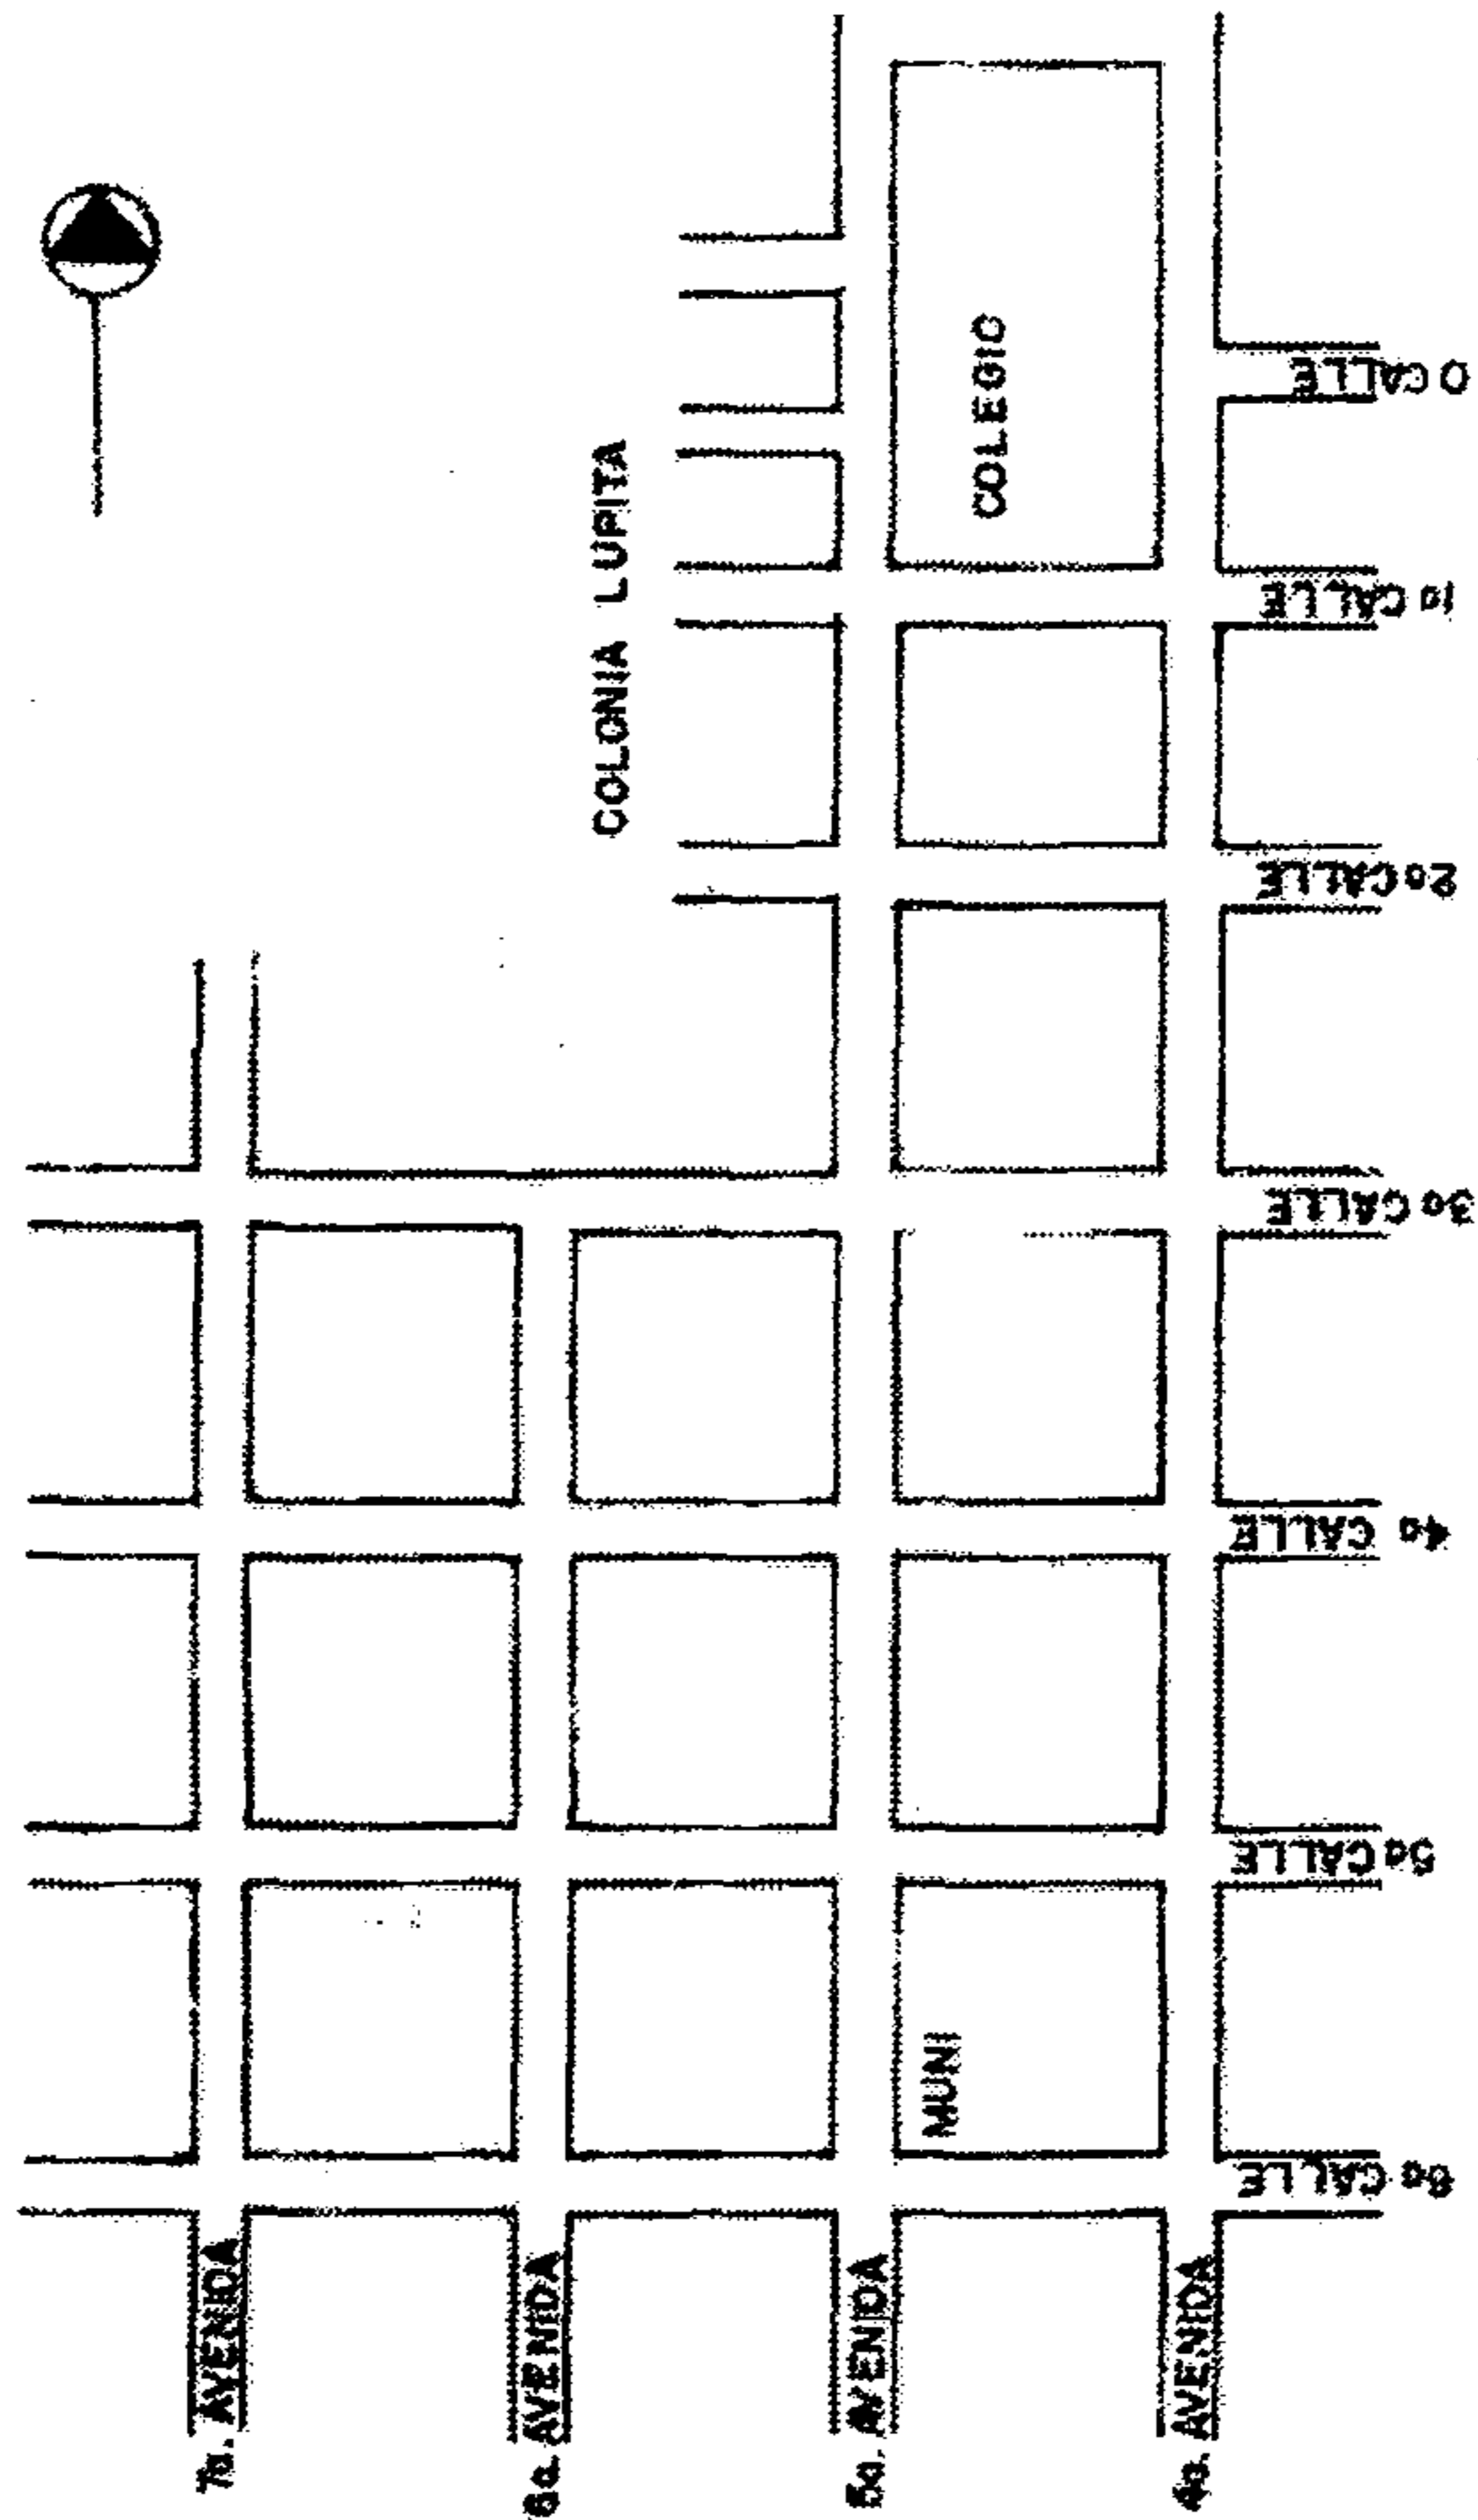 COLEGIO
COLONIA LUPITA
0 CALLE
1a CALLE
2a CALLE
3a CALLE
4a CALLE
5a CALLE
6a CALLE
MUNI
7a. AVENIDA
6a. AVENIDA
5a. AVENIDA
4a. AVENIDA